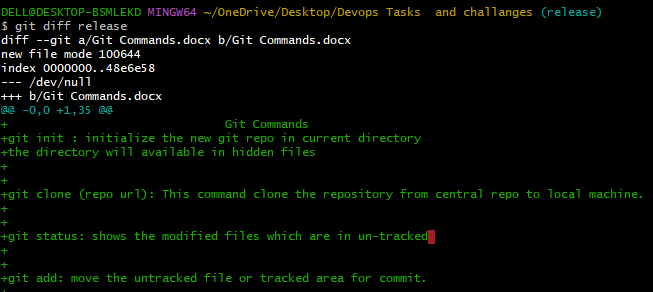 DELL@DESKTOP-BSMLEKD MINGW64 ~/OneDrive/Desktop/Devops Tasks  and challanges (release)
$ git diff release
diff --git a/Git Commands.docx b/Git Commands.docx
new file mode 100644
index 0000000..48e6e58
--- /dev/null
+++ b/Git Commands.docx
@@ -0,0 +1,35 @@
+                              Git Commands
+git init : initialize the new git repo in current directory
+the directory will available in hidden files
+
+
+git clone (repo url): This command clone the repository from central repo to local machine.
+
+
+git status: shows the modified files which are in un-tracked
+
+
+git add: move the untracked file or tracked area for commit.
+